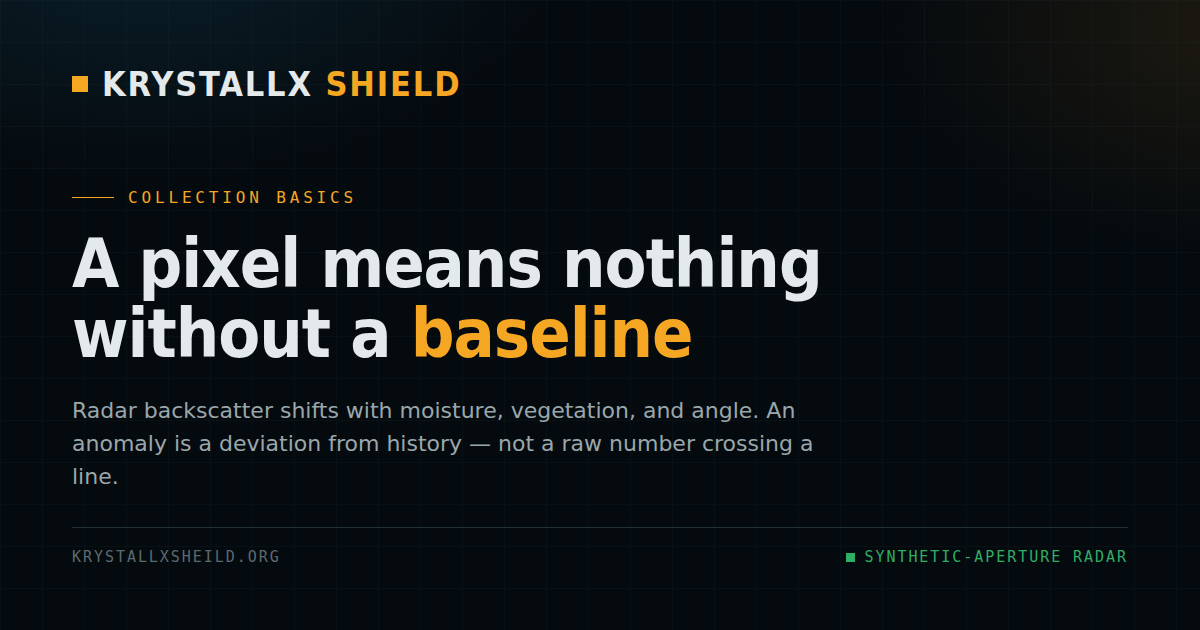 KRYSTALLX SHIELD
COLLECTION BASICS
A pixel means nothing
without a baseline
Radar backscatter shifts with moisture, vegetation, and angle. An
anomaly is a deviation from history — not a raw number crossing a
line.
KRYSTALLXSHEILD.ORG
SYNTHETIC-APERTURE RADAR